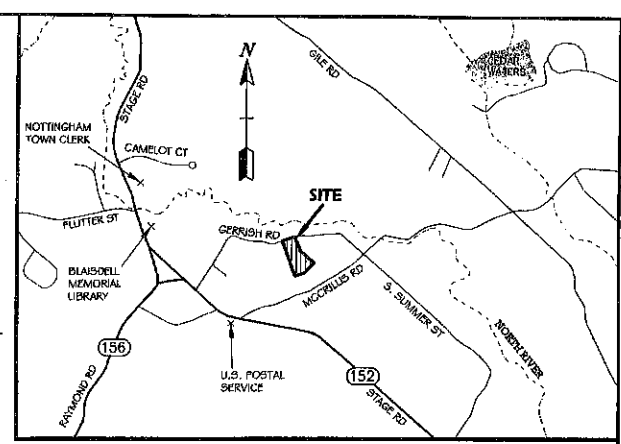 N
GILE RD
CEDAR
WATERS
STAGE RD
NOTTINGHAM
TOWN CLERK
CAMELOT CT
SITE
FLUTTER ST
GERRISH RD
BLAISDELL
MEMORIAL
LIBRARY
MCCRILLIS RD
S. SUMMER ST
NORTH RIVER
156
RAYMOND RD
U.S. POSTAL
SERVICE
152
STAGE RD